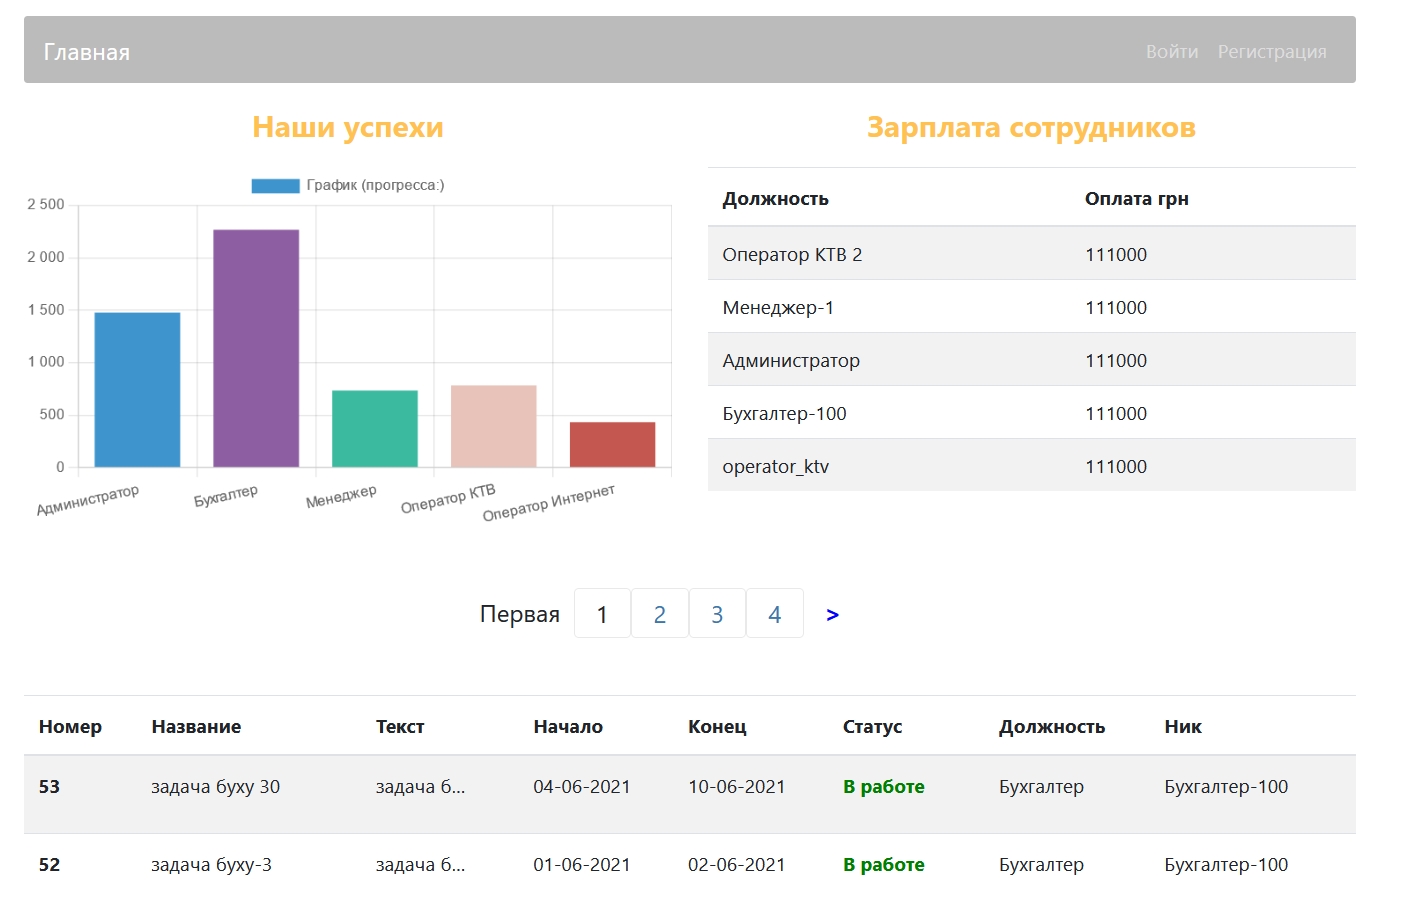 Главная Войти Регистрация
Наши успехи
График (прогресса:)
2 500
2 000
1 500
1 000
500
0
Администратор Бухгалтер Менеджер Оператор КТВ Оператор Интернет
Зарплата сотрудников
Должность Оплата грн
Оператор КТВ 2 111000
Менеджер-1 111000
Администратор 111000
Бухгалтер-100 111000
operator_ktv 111000
Первая 1 2 3 4 >
Номер Название Текст Начало Конец Статус Должность Ник
53 задача буху 30 задача б... 04-06-2021 10-06-2021 В работе Бухгалтер Бухгалтер-100
52 задача буху-3 задача б... 01-06-2021 02-06-2021 В работе Бухгалтер Бухгалтер-100